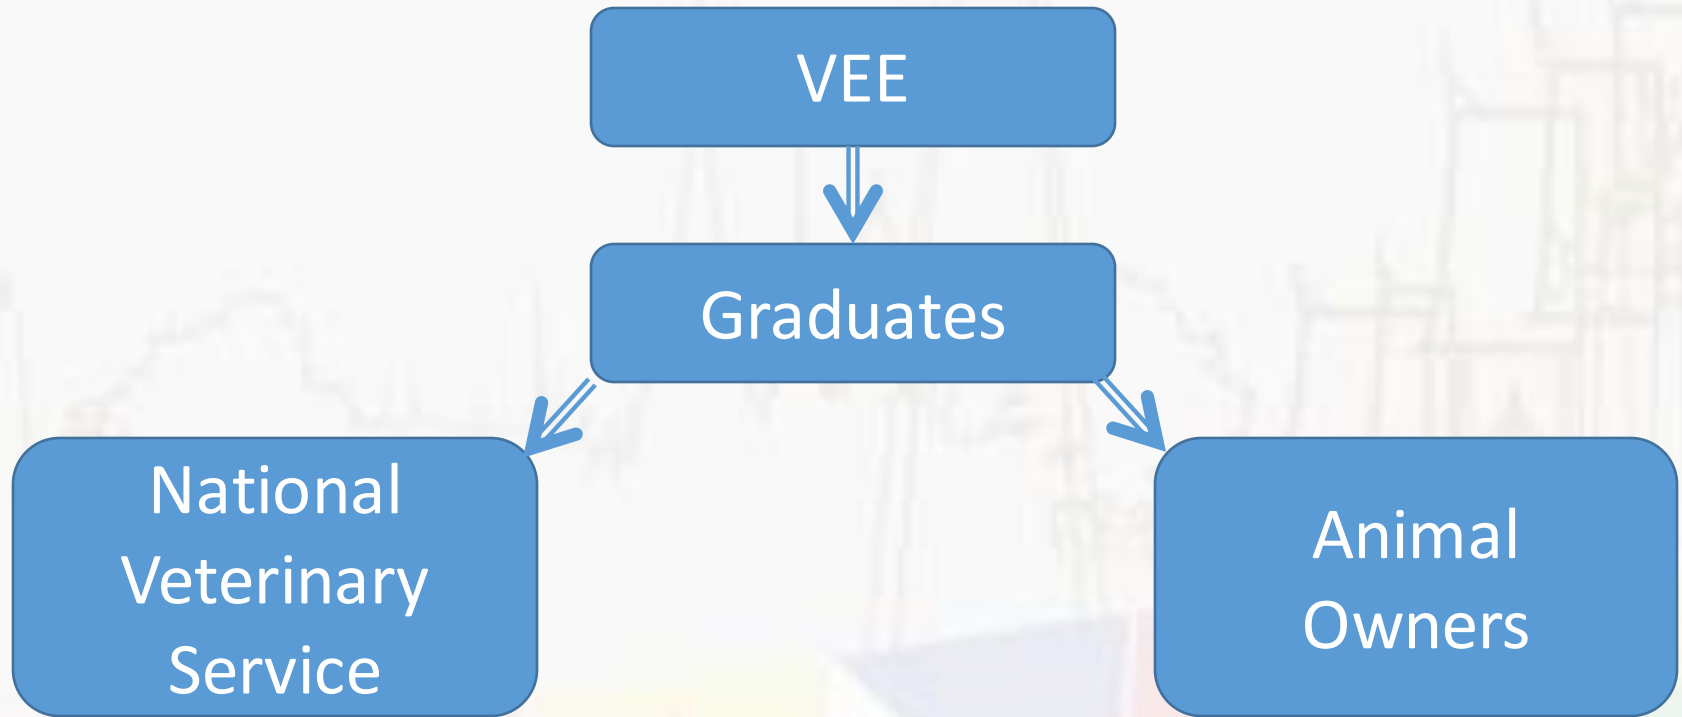 VEE
Graduates
National
Veterinary
Service
Animal
Owners